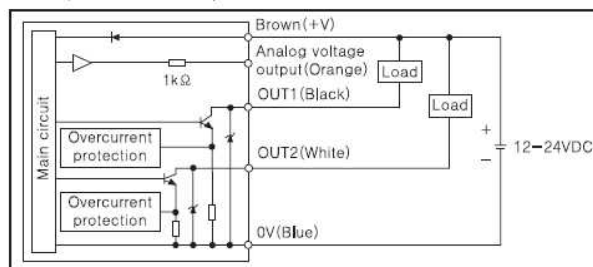 Brown(+V)
Analog voltage
output(Orange)
1kΩ
Load
OUT1(Black)
Load
Main circuit
Overcurrent
protection
OUT2(White)
+
−
12−24VDC
Overcurrent
protection
0V(Blue)